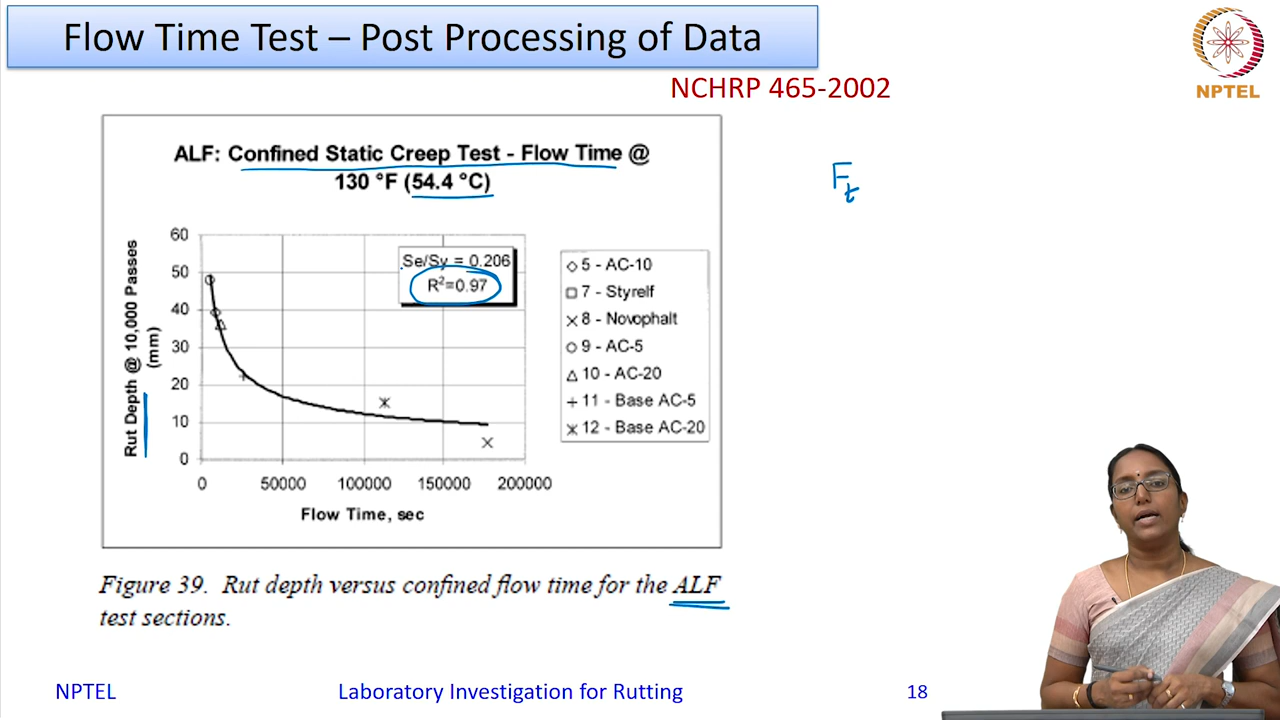 Flow Time Test – Post Processing of Data
NPTEL
NCHRP 465-2002
ALF: Confined Static Creep Test - Flow Time @
130 °F (54.4 °C)
Ft
Rut Depth @ 10,000 Passes
(mm)
60
50
40
30
20
10
0
Se/Sy = 0.206
R²=0.97
5 - AC-10
7 - Styrelf
8 - Novophalt
9 - AC-5
10 - AC-20
11 - Base AC-5
12 - Base AC-20
0 50000 100000 150000 200000
Flow Time, sec
Figure 39. Rut depth versus confined flow time for the ALF
test sections.
NPTEL
Laboratory Investigation for Rutting
18